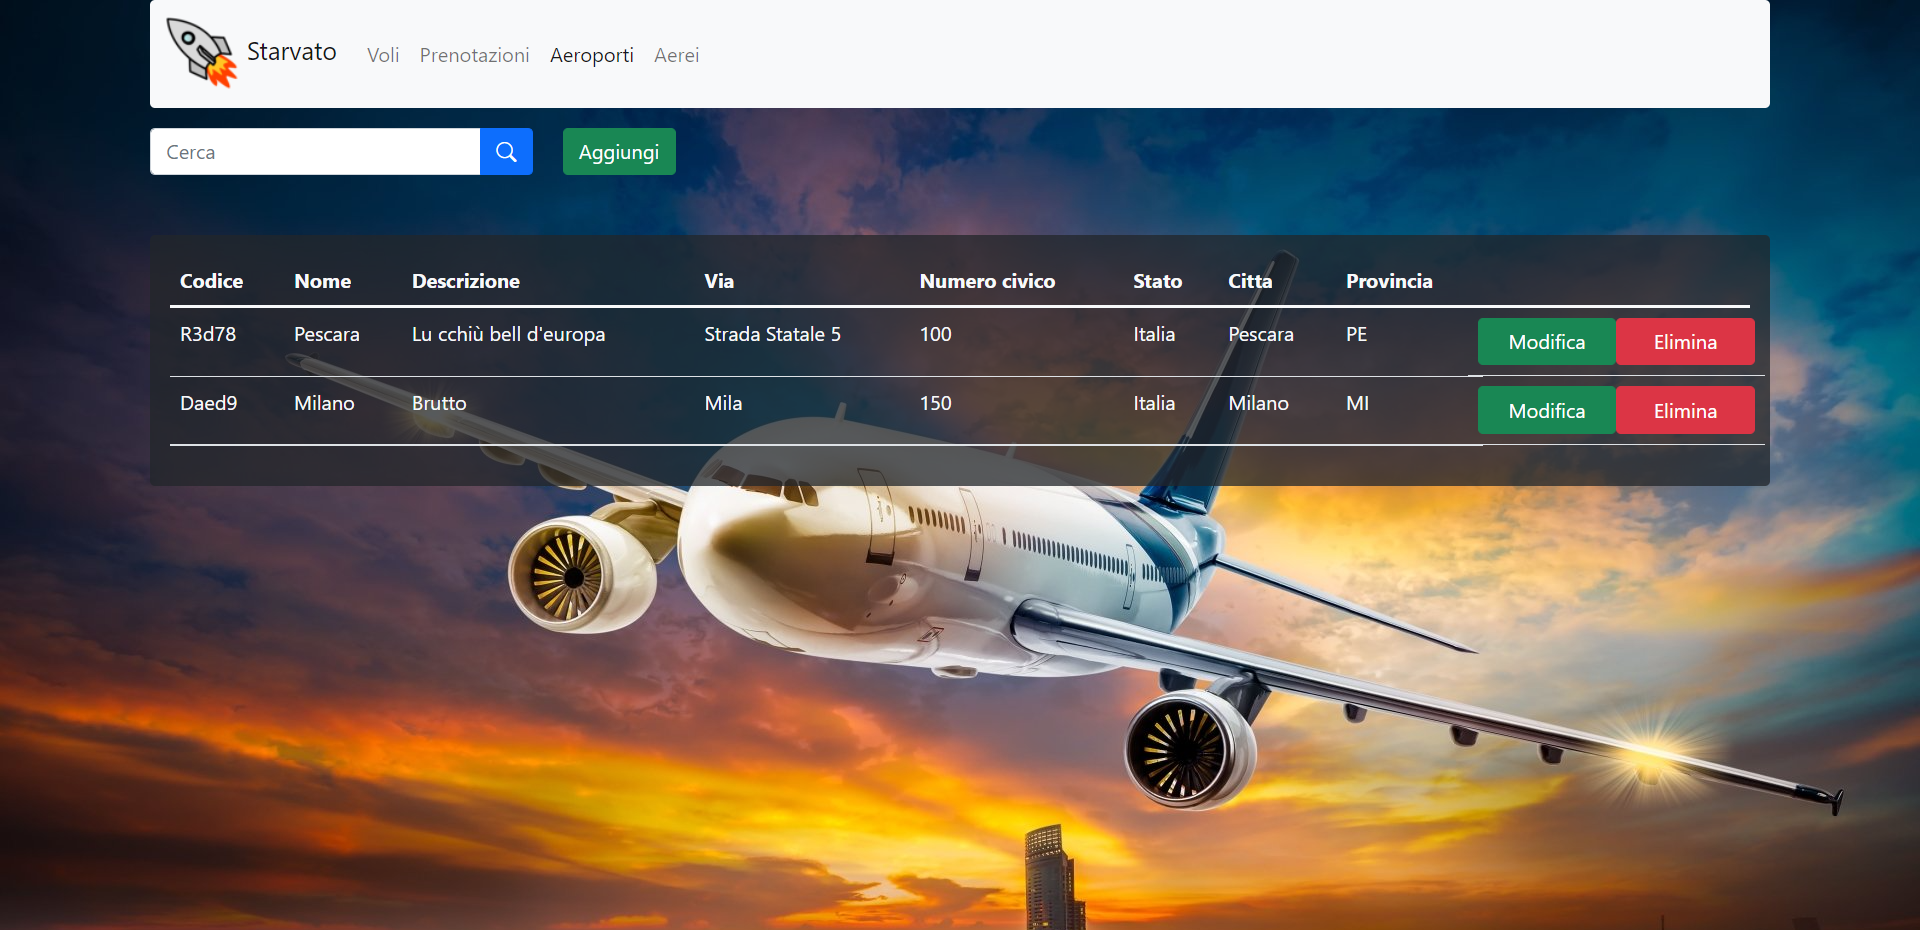 Starvato Voli Prenotazioni Aeroporti Aerei
Cerca Aggiungi
Codice Nome Descrizione Via Numero civico Stato Citta Provincia
R3d78 Pescara Lu cchiù bell d'europa Strada Statale 5 100 Italia Pescara PE Modifica Elimina
Daed9 Milano Brutto Mila 150 Italia Milano MI Modifica Elimina